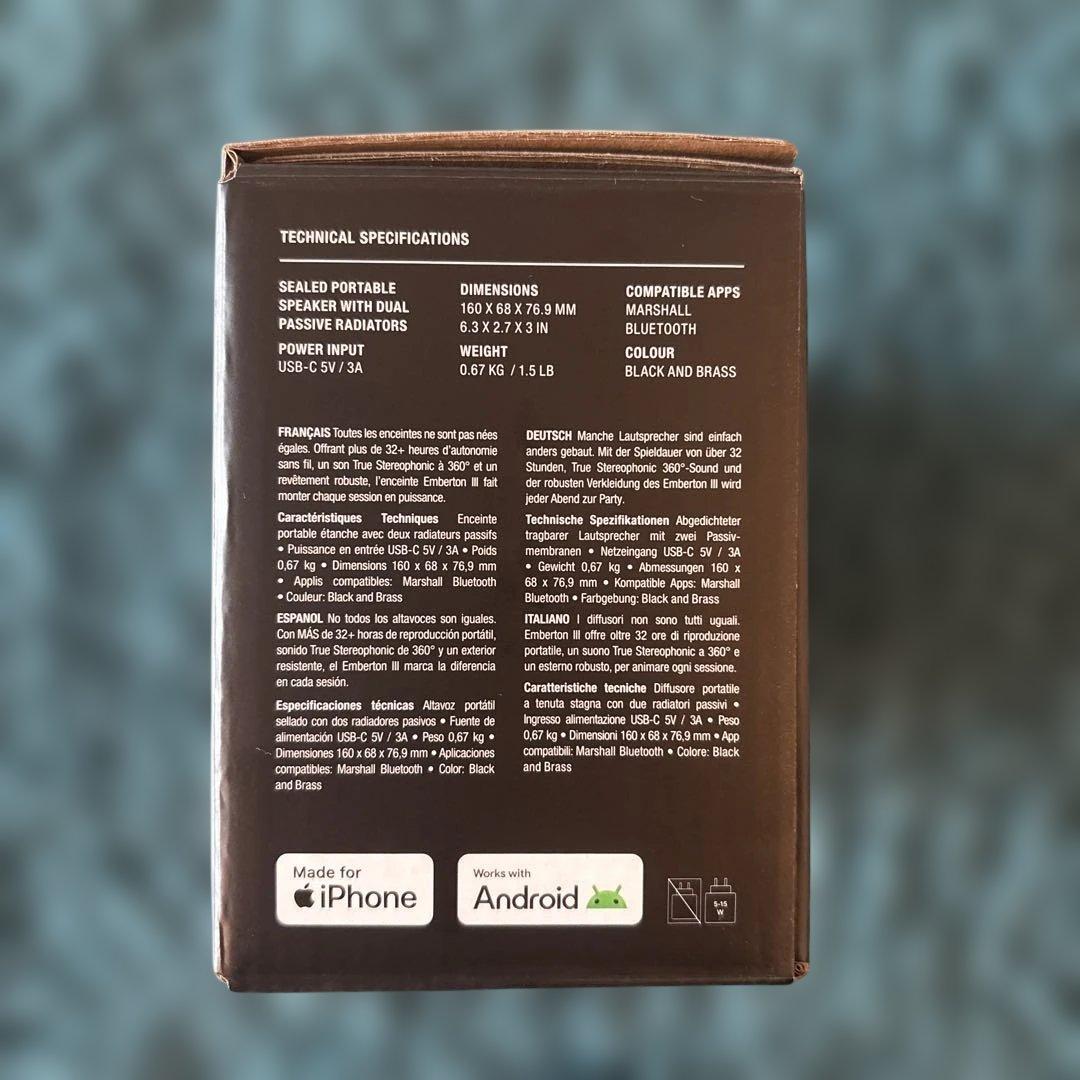 TECHNICAL SPECIFICATIONS
SEALED PORTABLE
SPEAKER WITH DUAL
PASSIVE RADIATORS
POWER INPUT
USB-C 5V / 3A
DIMENSIONS
160 X 68 X 76.9 MM
6.3 X 2.7 X 3 IN
WEIGHT
0.67 KG / 1.5 LB
COMPATIBLE APPS
MARSHALL
BLUETOOTH
COLOUR
BLACK AND BRASS
FRANÇAIS Toutes les enceintes ne sont pas nées
égales. Offrant plus de 32+ heures d'autonomie
sans fil, un son True Stereophonic à 360° et un
revêtement robuste, l'enceinte Emberton III fait
monter chaque session en puissance.
Caractéristiques Techniques Enceinte
portable étanche avec deux radiateurs passifs
• Puissance en entrée USB-C 5V / 3A • Poids
0,67 kg • Dimensions 160 x 68 x 76,9 mm
• Applis compatibles: Marshall Bluetooth
• Couleur: Black and Brass
ESPANOL No todos los altavoces son iguales.
Con MÁS de 32+ horas de reproducción portátil,
sonido True Stereophonic de 360° y un exterior
resistente, el Emberton III marca la diferencia
en cada sesión.
Especificaciones técnicas Altavoz portátil
sellado con dos radiadores pasivos • Fuente de
alimentación USB-C 5V / 3A • Peso 0,67 kg •
Dimensiones 160 x 68 x 76,9 mm • Aplicaciones
compatibles: Marshall Bluetooth • Color: Black
and Brass
DEUTSCH Manche Lautsprecher sind einfach
anders gebaut. Mit der Spieldauer von über 32
Stunden, True Stereophonic 360°-Sound und
der robusten Verkleidung des Emberton III wird
jeder Abend zur Party.
Technische Spezifikationen Abgedichteter
tragbarer Lautsprecher mit zwei Passiv-
membranen • Netzeingang USB-C 5V / 3A
• Gewicht 0,67 kg • Abmessungen 160 x
68 x 76,9 mm • Kompatible Apps: Marshall
Bluetooth • Farbgebung: Black and Brass
ITALIANO I diffusori non sono tutti uguali.
Emberton III offre oltre 32 ore di riproduzione
portatile, un suono True Stereophonic a 360° e
un esterno robusto, per animare ogni sessione.
Caratteristiche tecniche Diffusore portatile
a tenuta stagna con due radiatori passivi •
Ingresso alimentazione USB-C 5V / 3A • Peso
0,67 kg • Dimensioni 160 x 68 x 76,9 mm • App
compatibili: Marshall Bluetooth • Colore: Black
and Brass
Made for
iPhone
Works with
Android
5-15
W